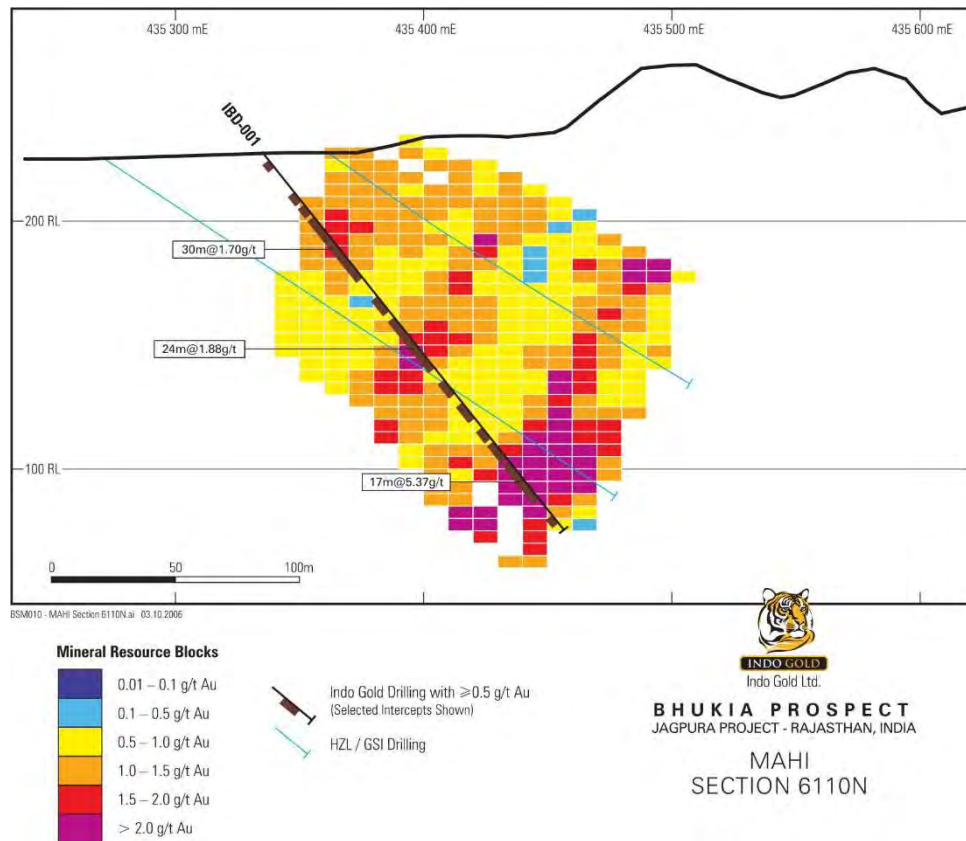 435 300 mE
435 400 mE
435 500 mE
435 600 mE
IBD-001
200 RL
30m@1.70g/t
24m@1.88g/t
100 RL
17m@5.37g/t
0 50 100m
BSM010 - MAHI Section 6110N.ai 03.10.2006
Mineral Resource Blocks
0.01 – 0.1 g/t Au
0.1 – 0.5 g/t Au
0.5 – 1.0 g/t Au
1.0 – 1.5 g/t Au
1.5 – 2.0 g/t Au
> 2.0 g/t Au
Indo Gold Drilling with ≥0.5 g/t Au
(Selected Intercepts Shown)
HZL / GSI Drilling
INDO GOLD
Indo Gold Ltd.
BHUKIA PROSPECT
JAGPURA PROJECT - RAJASTHAN, INDIA
MAHI
SECTION 6110N